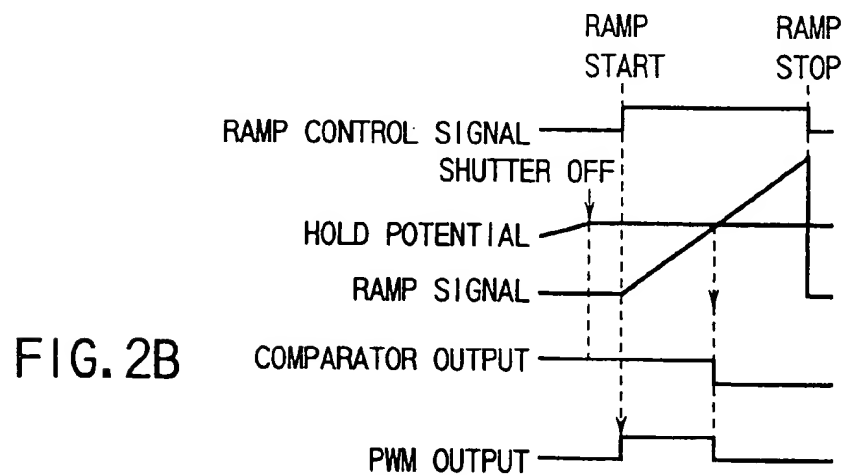 RAMP START
RAMP STOP
RAMP CONTROL SIGNAL
SHUTTER OFF
HOLD POTENTIAL
RAMP SIGNAL
FIG. 2B
COMPARATOR OUTPUT
PWM OUTPUT